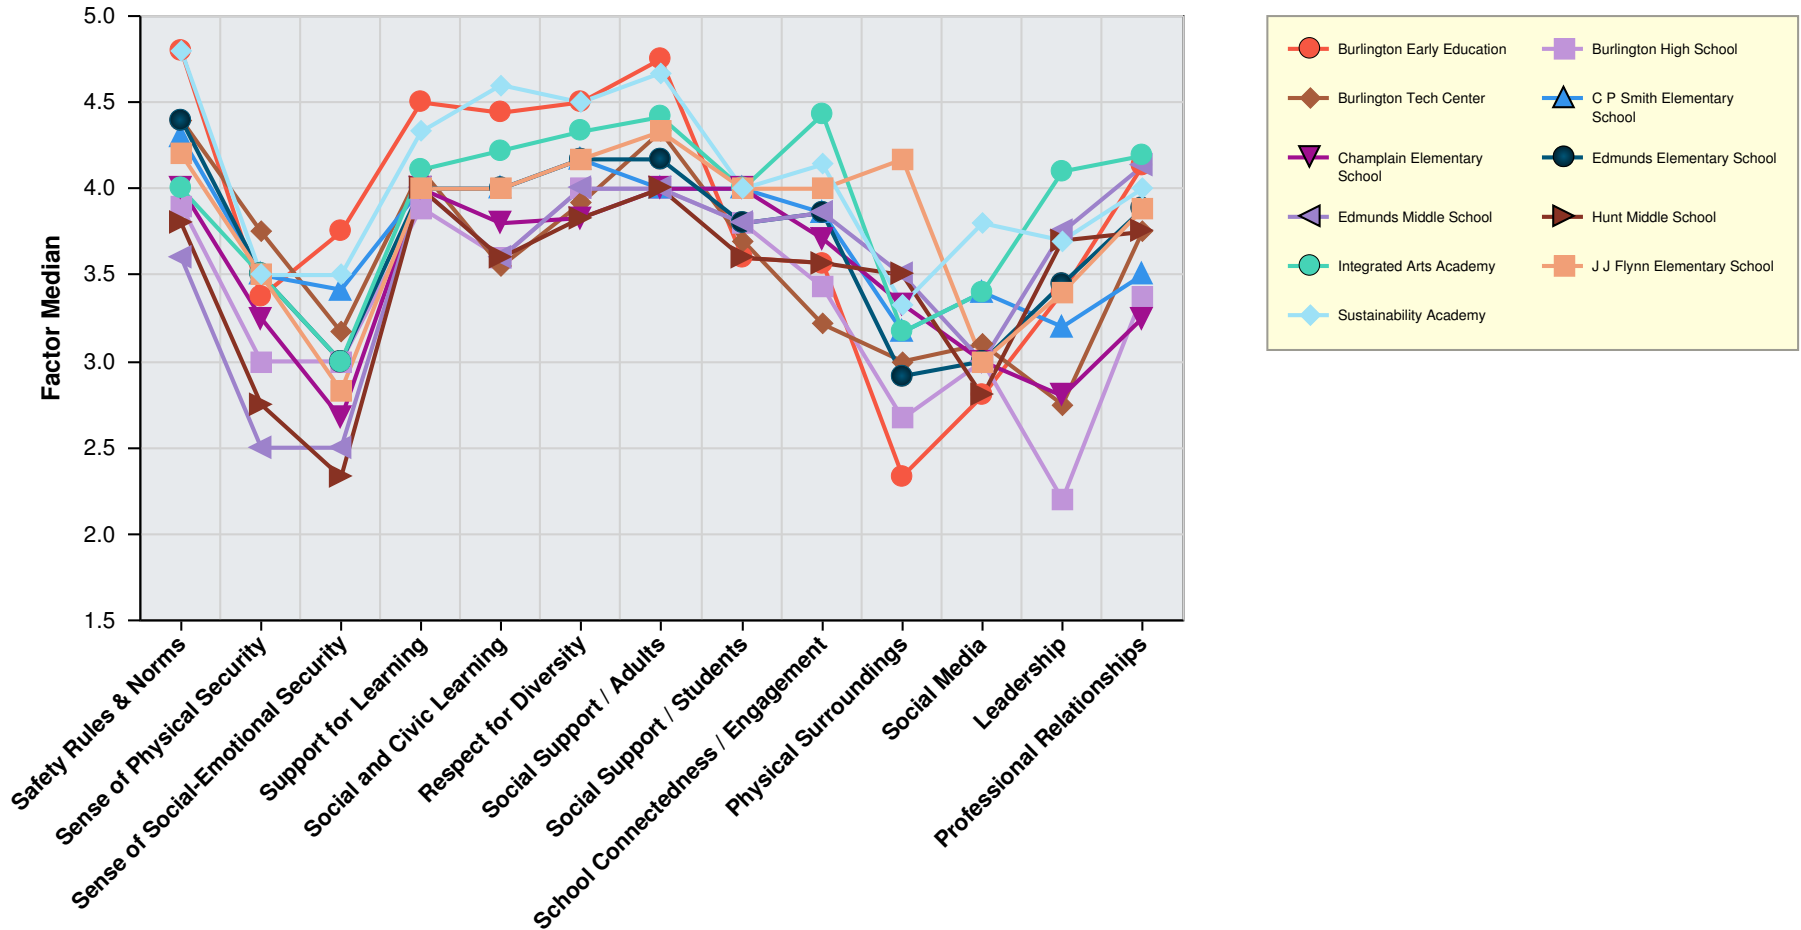 5.0
4.5
4.0
3.5
3.0
2.5
2.0
1.5
Factor Median
Safety Rules & Norms
Sense of Physical Security
Sense of Social-Emotional Security
Support for Learning
Social and Civic Learning
Respect for Diversity
Social Support / Adults
Social Support / Students
School Connectedness / Engagement
Physical Surroundings
Social Media
Leadership
Professional Relationships
Burlington Early Education
Burlington High School
Burlington Tech Center
C P Smith Elementary
School
Champlain Elementary
School
Edmunds Elementary School
Edmunds Middle School
Hunt Middle School
Integrated Arts Academy
J J Flynn Elementary School
Sustainability Academy